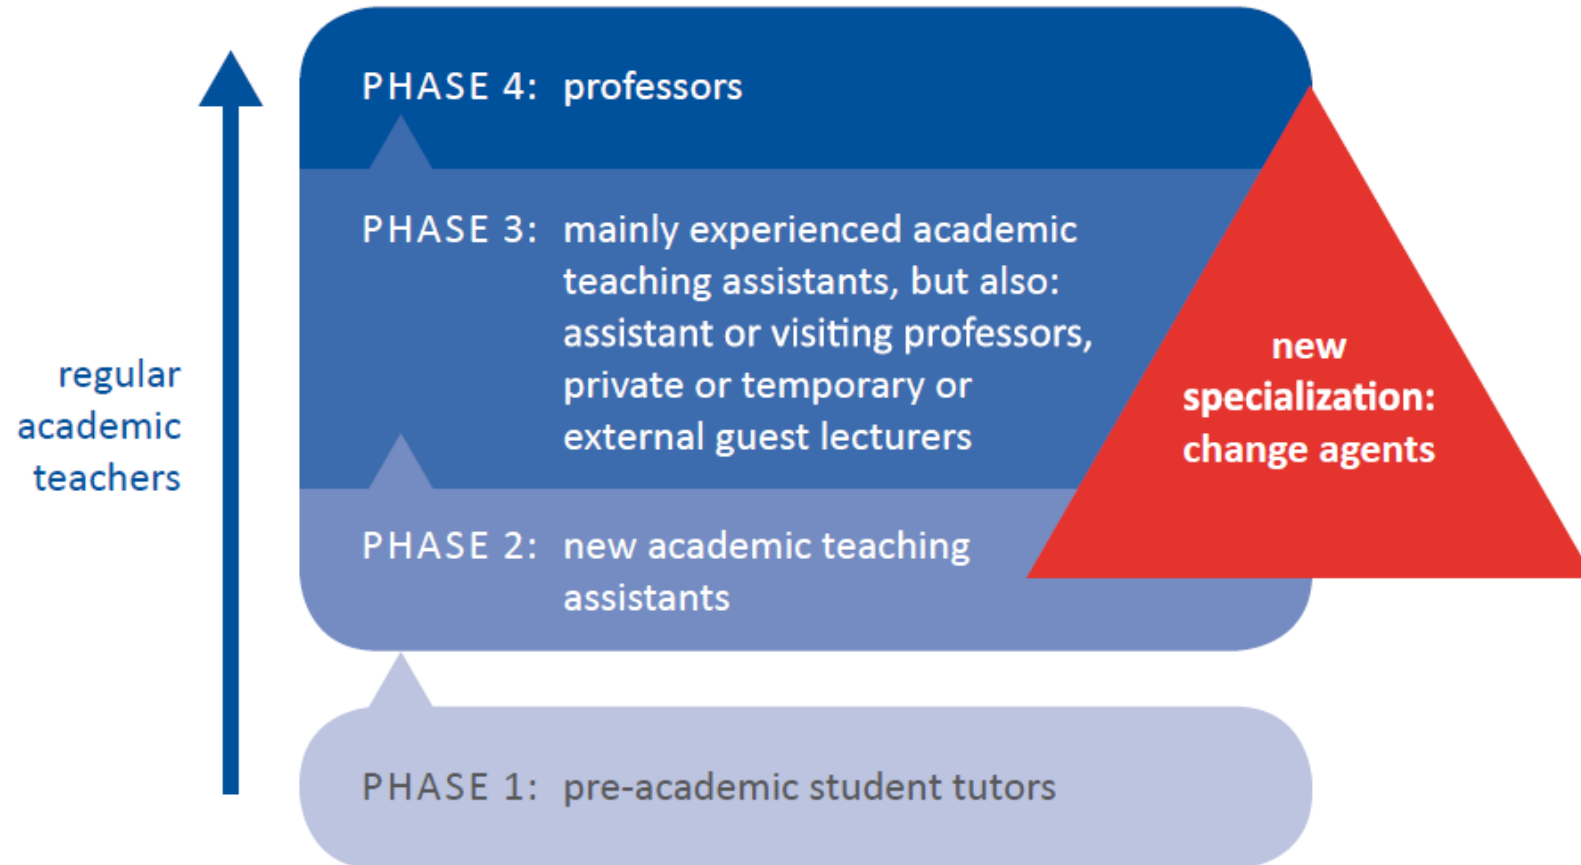 PHASE 4: professors
PHASE 3: mainly experienced academic
teaching assistants, but also:
assistant or visiting professors,
private or temporary or
external guest lecturers
PHASE 2: new academic teaching
assistants
PHASE 1: pre-academic student tutors
regular
academic
teachers
new
specialization:
change agents